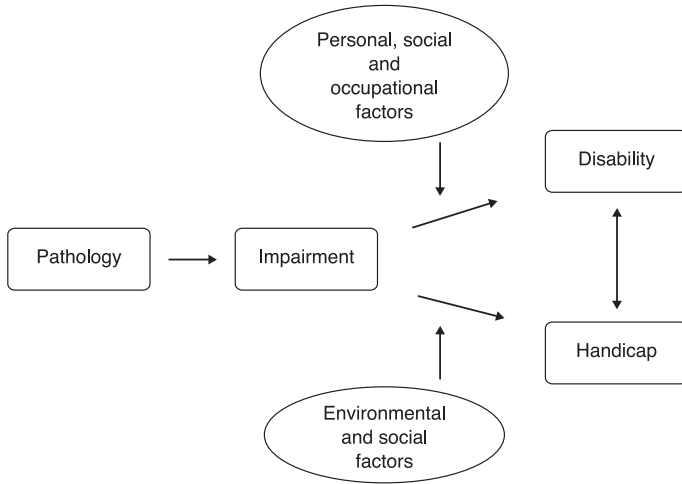 Personal, social
and
occupational
factors
Disability
Pathology
Impairment
Handicap
Environmental
and social
factors